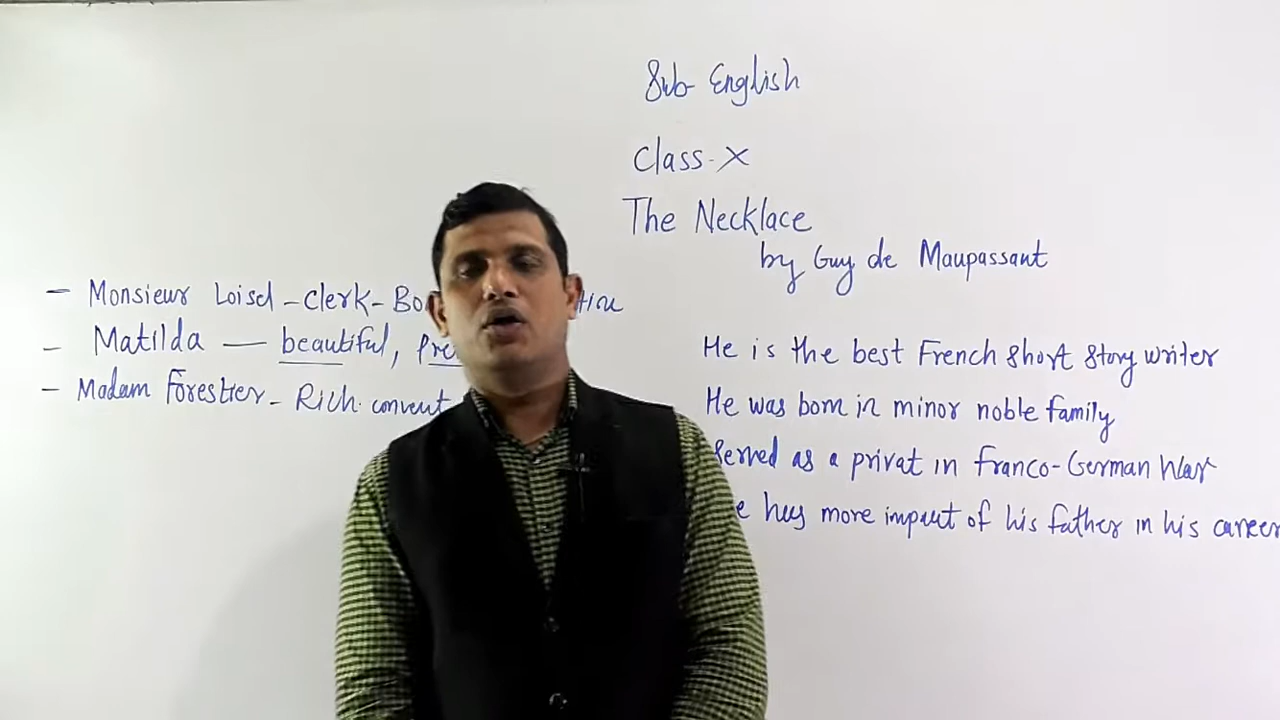 Sub- English
Class-X
The Necklace
by Guy de Maupassant
- Monsieur Loisel - Clerk -
- Matilda — beautiful,
- Madam Forestier - Rich convent
He is the best French short story writer
He was born in minor noble family
Served as a privat in Franco-German War
has more impact of his father in his career